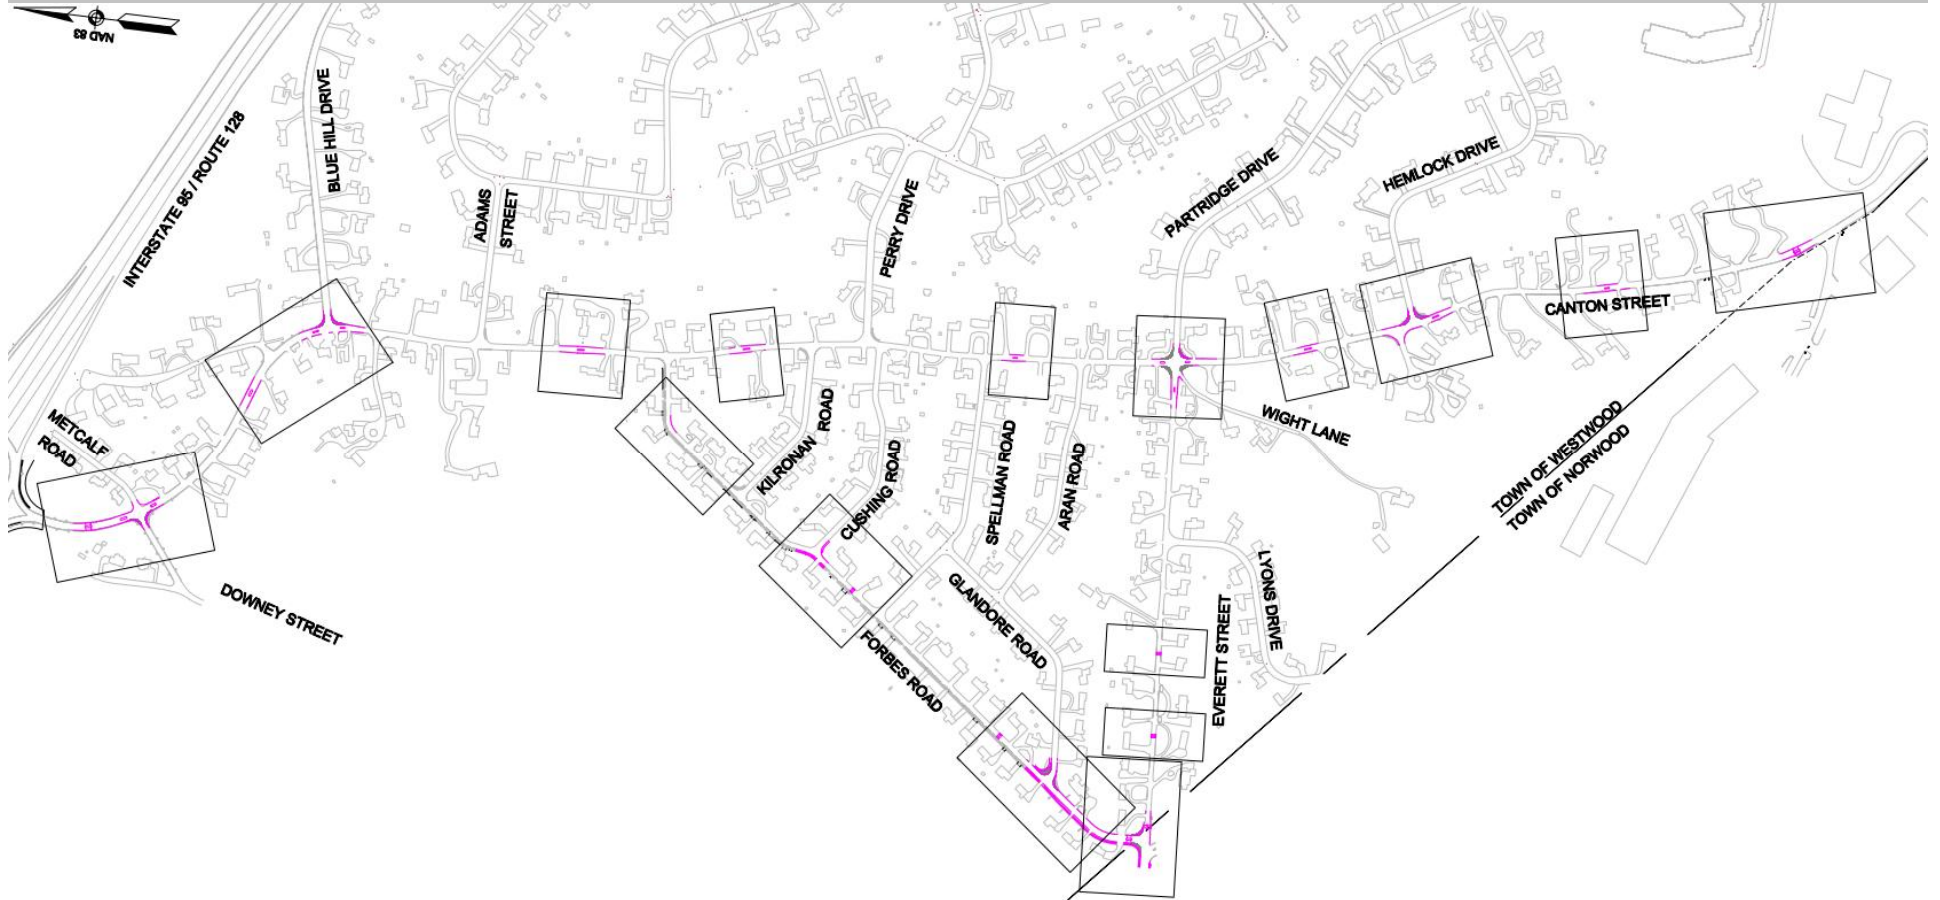 NAD 83
INTERSTATE 95 / ROUTE 128
BLUE HILL DRIVE
ADAMS
STREET
PERRY DRIVE
PARTRIDGE DRIVE
HEMLOCK DRIVE
CANTON STREET
METCALF
ROAD
DOWNEY STREET
KILRONAN ROAD
CUSHING ROAD
SPELLMAN ROAD
ARAN ROAD
WIGHT LANE
TOWN OF WESTWOOD
TOWN OF NORWOOD
GLANDORE ROAD
FORBES ROAD
LYONS DRIVE
EVERETT STREET